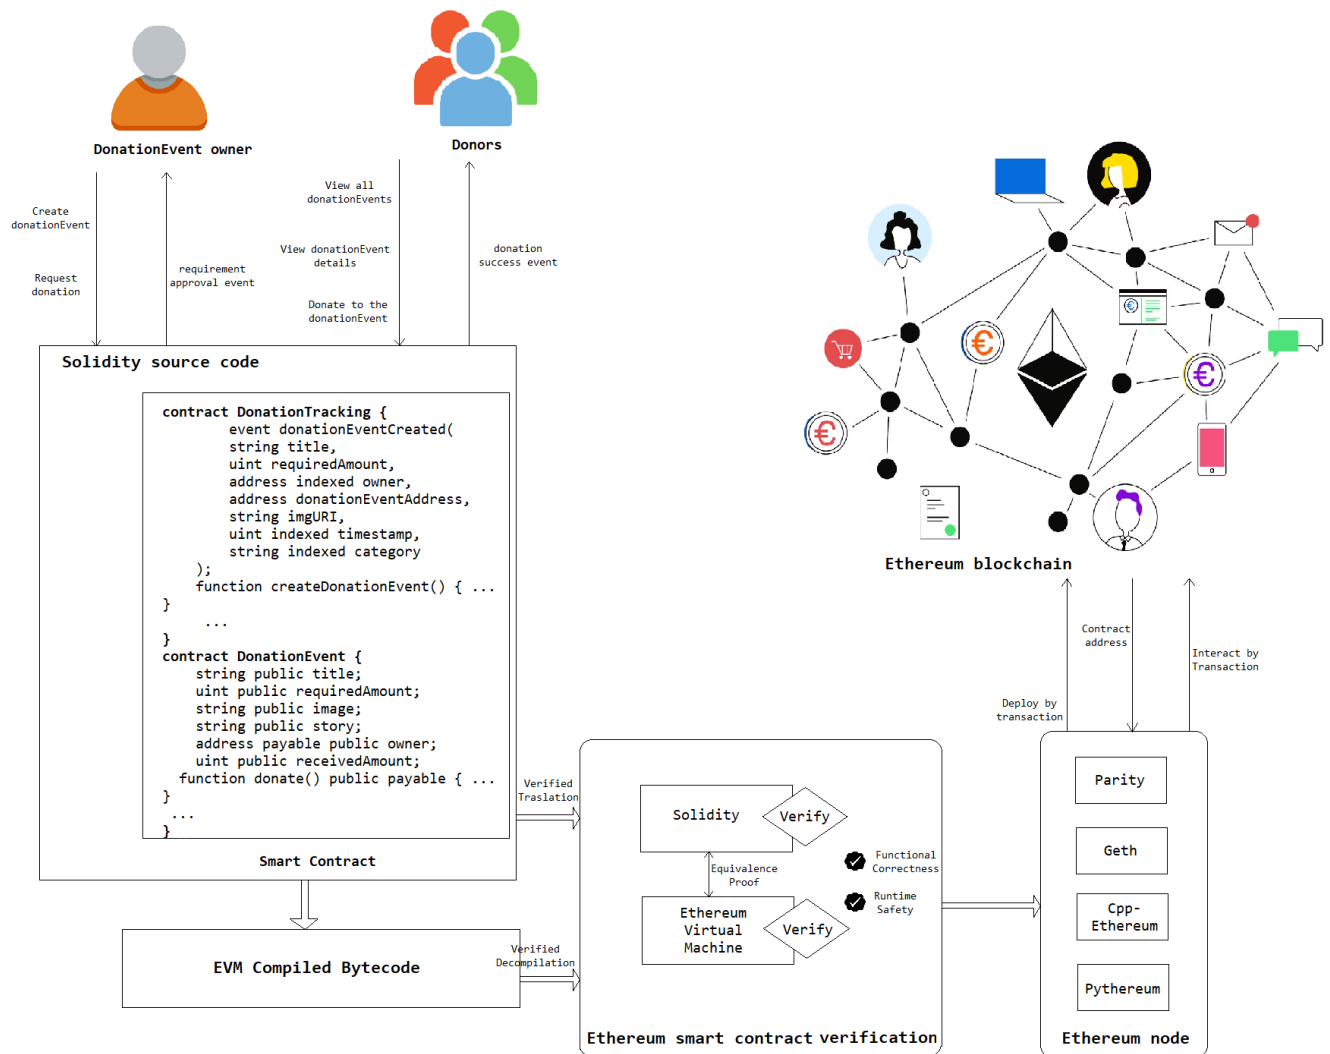 DonationEvent owner
Donors
Create
donationEvent
Request
donation
requirement
approval event
View all
donationEvents
View donationEvent
details
Donate to the
donationEvent
donation
success event
Solidity source code
contract DonationTracking {
event donationEventCreated(
string title,
uint requiredAmount,
address indexed owner,
address donationEventAddress,
string imgURI,
uint indexed timestamp,
string indexed category
);
function createDonationEvent() { ...
}
...
}
contract DonationEvent {
string public title;
uint public requiredAmount;
string public image;
string public story;
address payable public owner;
uint public receivedAmount;
function donate() public payable { ...
}
...
}
Smart Contract
EVM Compiled Bytecode
Verified
Traslation
Verified
Decompilation
Solidity
Verify
Equivalence
Proof
Ethereum
Virtual
Machine
Verify
Functional
Correctness
Runtime
Safety
Ethereum smart contract verification
€
€
€
€
Ethereum blockchain
Deploy by
transaction
Contract
address
Interact by
Transaction
Parity
Geth
Cpp-
Ethereum
Pythereum
Ethereum node